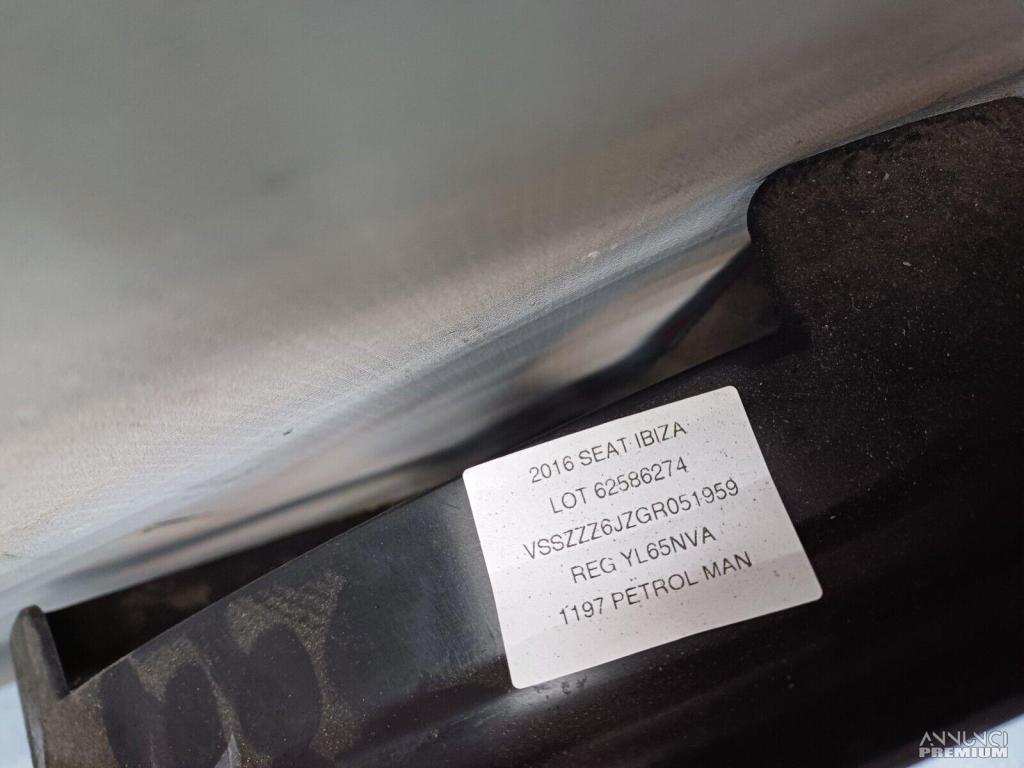 2016 SEAT IBIZA
LOT 62586274
VSSZZZ6JZGR051959
REG YL65NVA
1197 PETROL MAN
ANNUNCI
PREMIUM